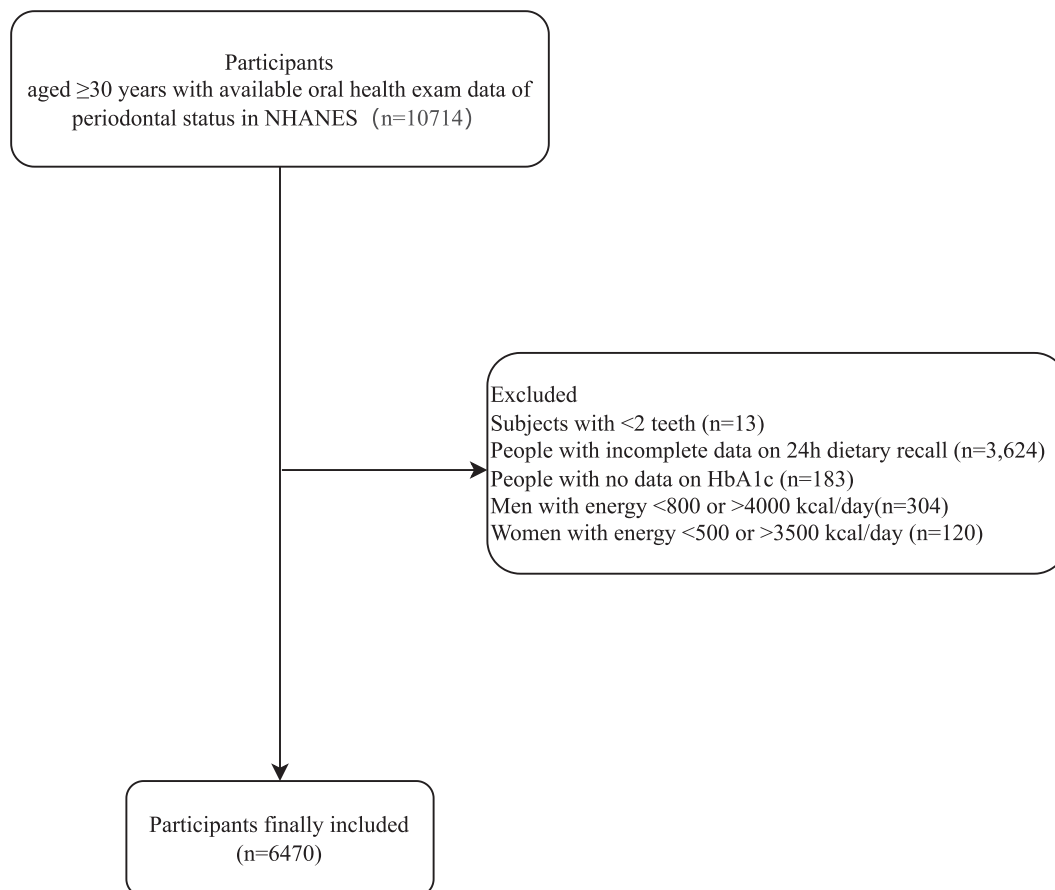 Participants
aged ≥30 years with available oral health exam data of
periodontal status in NHANES (n=10714)
Excluded
Subjects with <2 teeth (n=13)
People with incomplete data on 24h dietary recall (n=3,624)
People with no data on HbA1c (n=183)
Men with energy <800 or >4000 kcal/day(n=304)
Women with energy <500 or >3500 kcal/day (n=120)
Participants finally included
(n=6470)